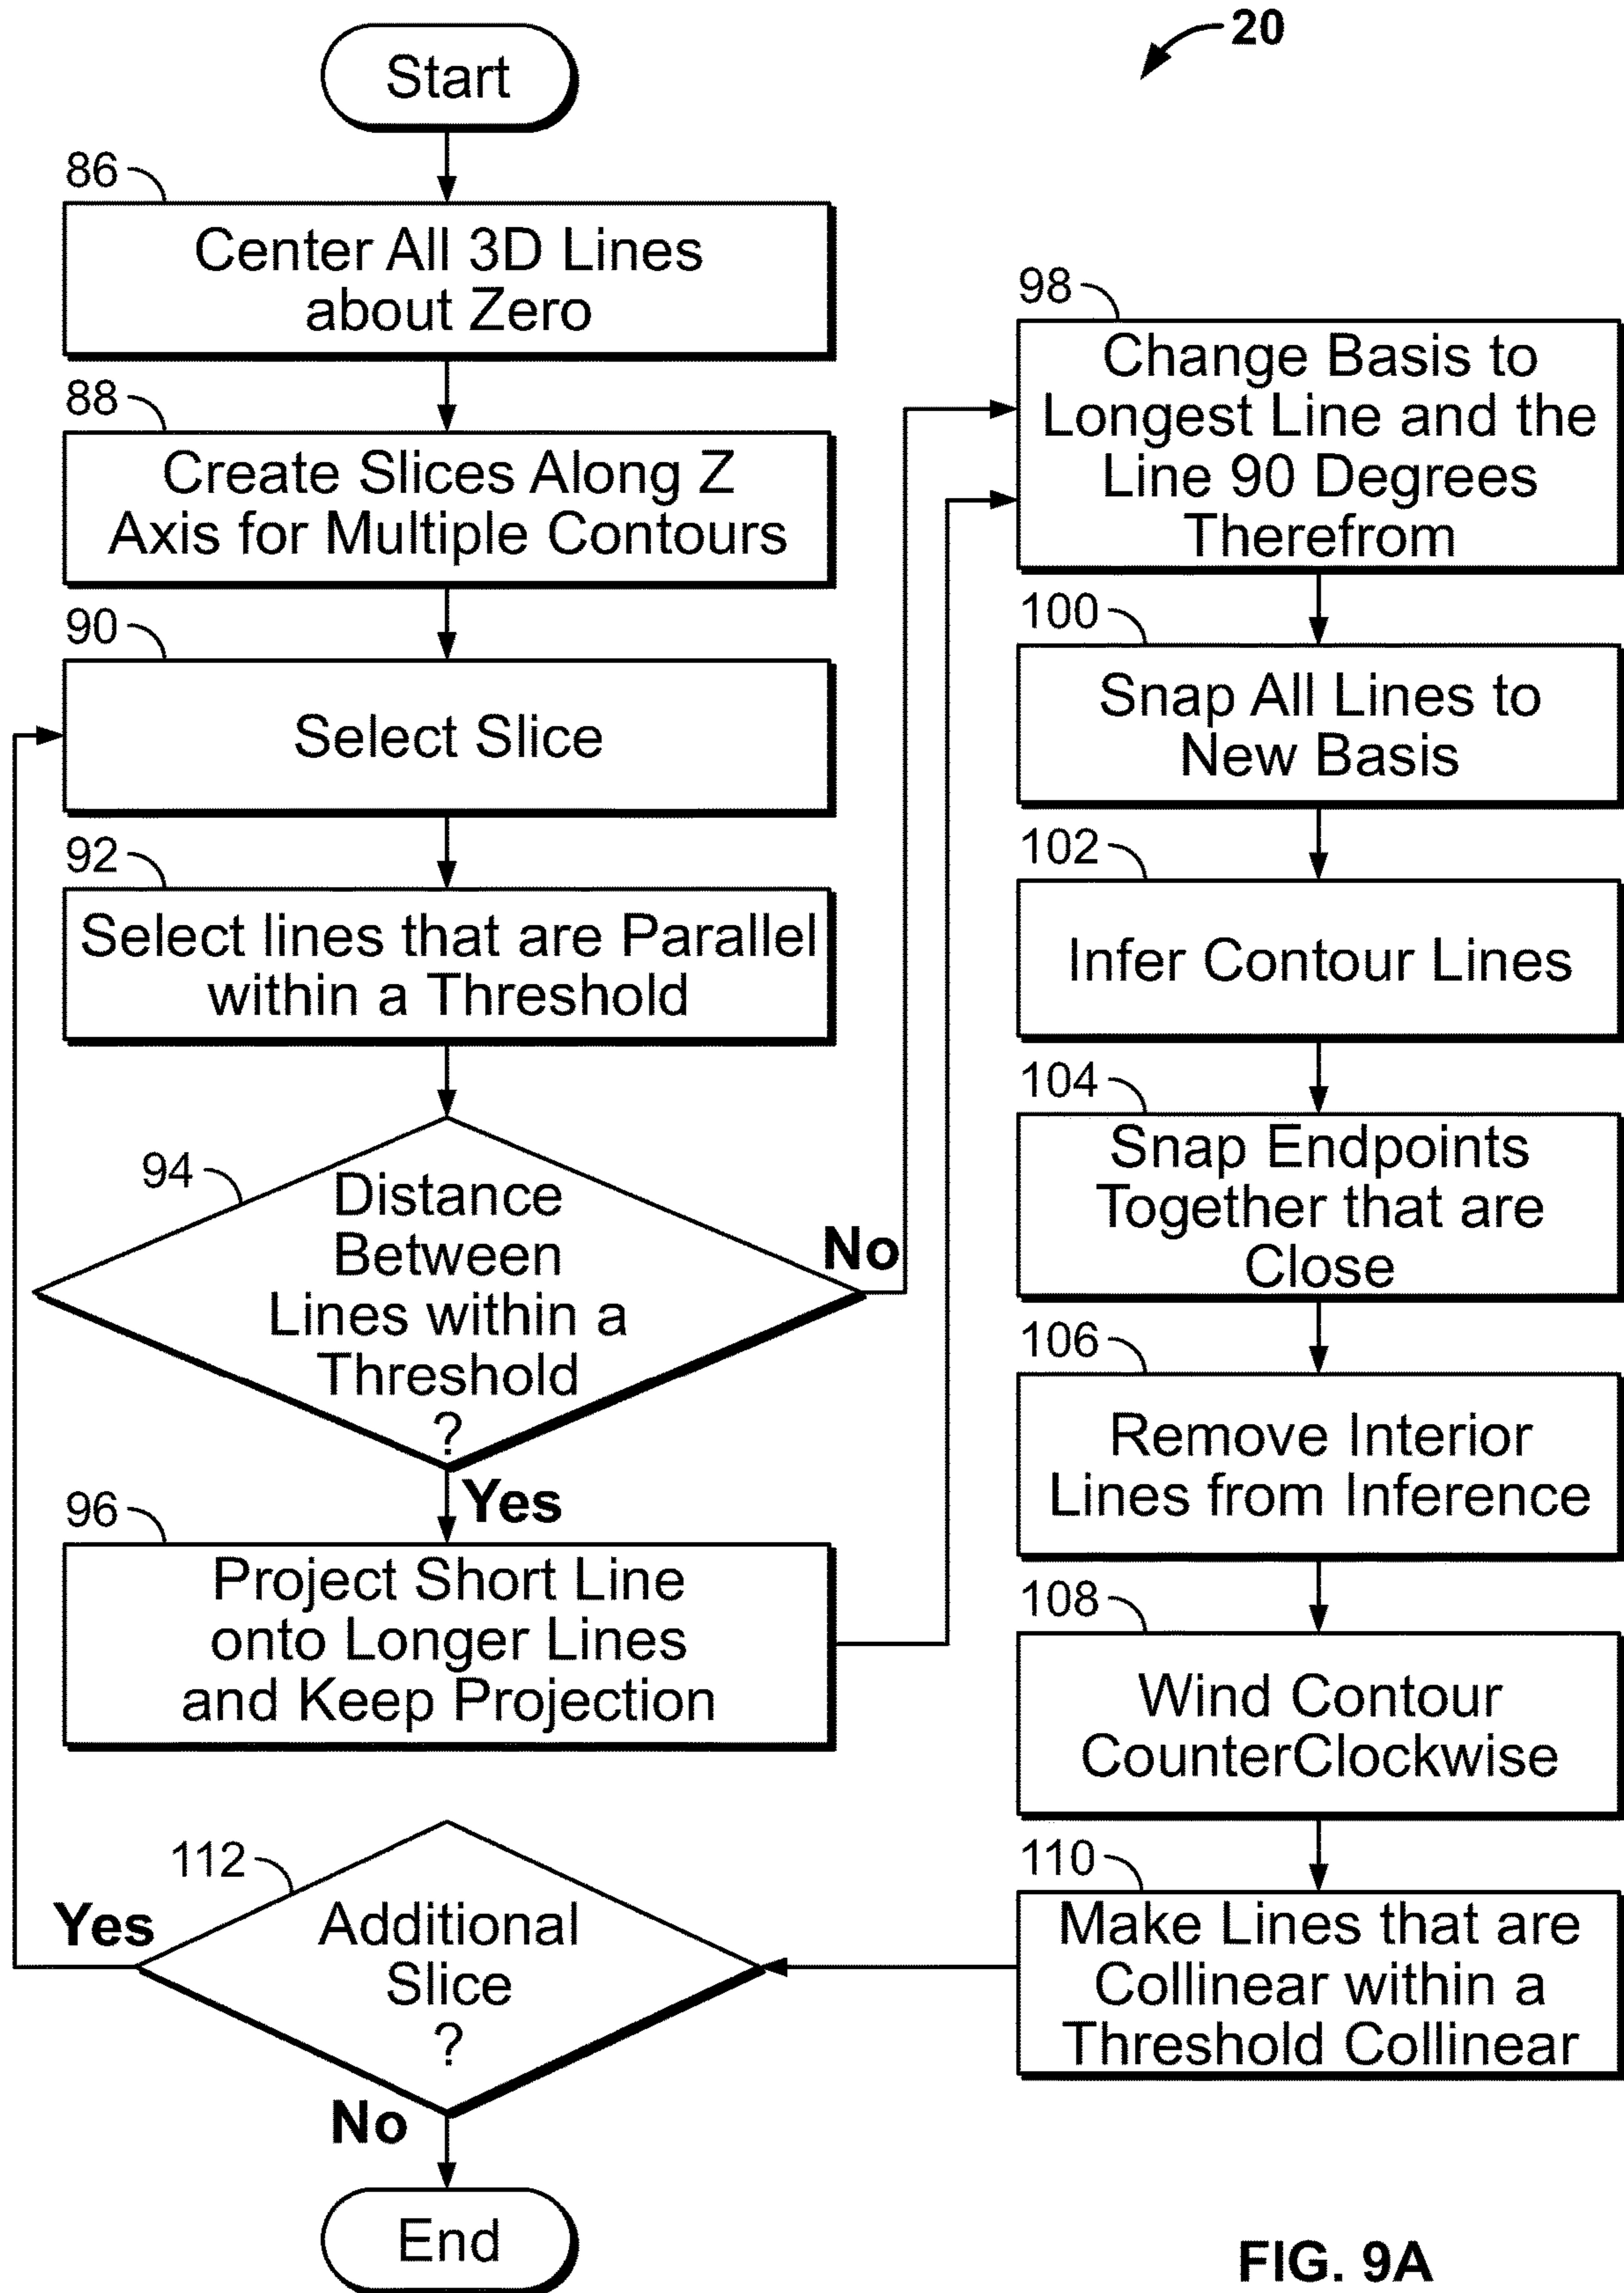 20
Start
86
Center All 3D Lines
about Zero
88
Create Slices Along Z
Axis for Multiple Contours
90
Select Slice
92
Select lines that are Parallel
within a Threshold
94
Distance
Between
Lines within a
Threshold
?
No
Yes
96
Project Short Line
onto Longer Lines
and Keep Projection
98
Change Basis to
Longest Line and the
Line 90 Degrees
Therefrom
100
Snap All Lines to
New Basis
102
Infer Contour Lines
104
Snap Endpoints
Together that are
Close
106
Remove Interior
Lines from Inference
108
Wind Contour
CounterClockwise
110
Make Lines that are
Collinear within a
Threshold Collinear
112
Additional
Slice
?
Yes
No
End
FIG. 9A